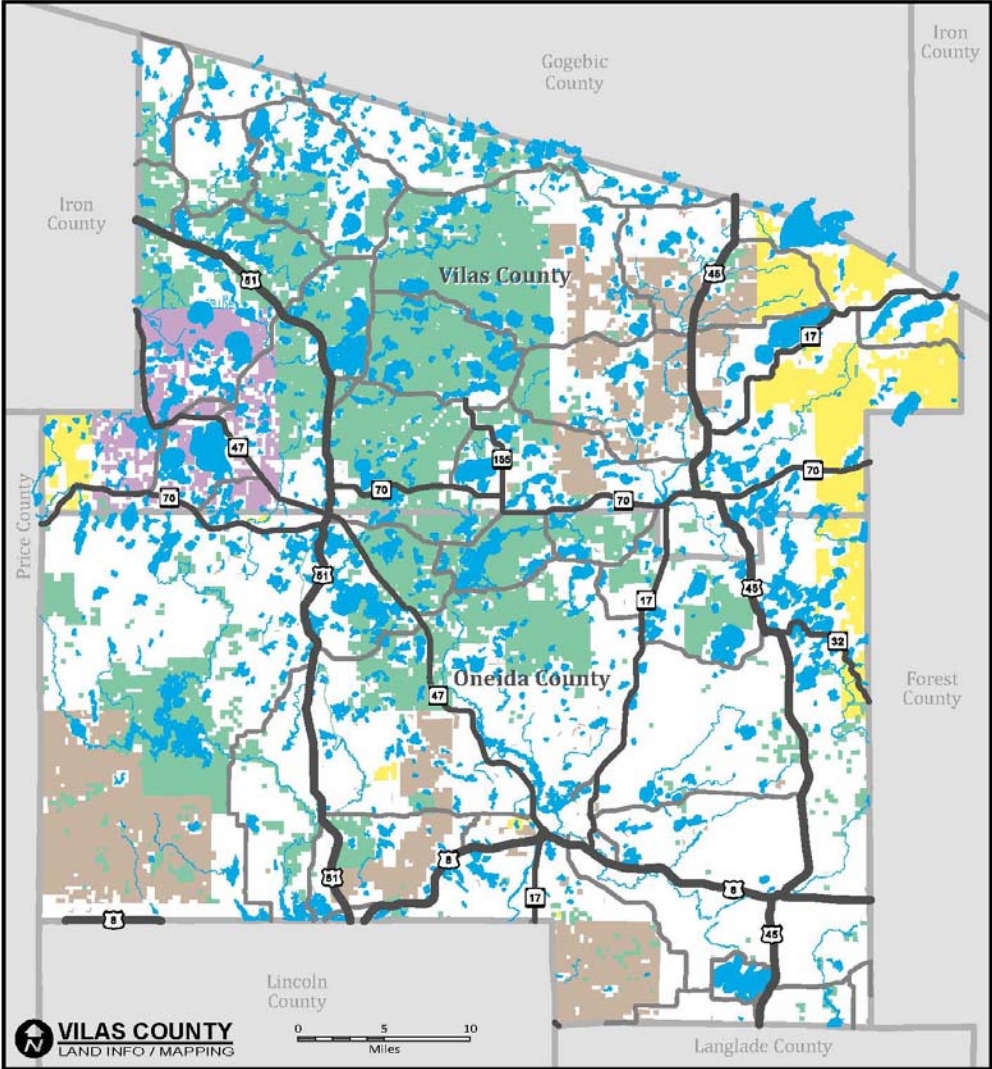 Iron
County
Gogebic
County
Iron
County
51
Vilas County
45
17
47
155
70
70
70
70
Price County
51
45
17
32
Oneida County
47
Forest
County
8
51
17
8
8
45
Lincoln
County
VILAS COUNTY
LAND INFO / MAPPING
N
0
5
10
Miles
Langlade County